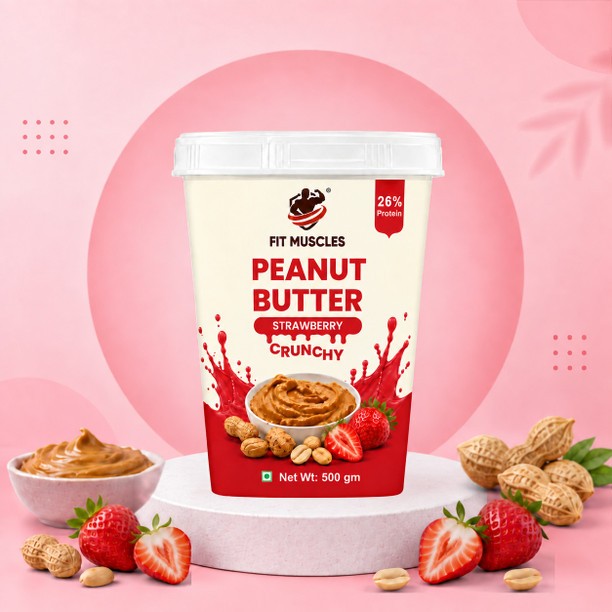 ®
26%
Protein
FIT MUSCLES
PEANUT
BUTTER
STRAWBERRY
CRUNCHY
Net Wt: 500 gm